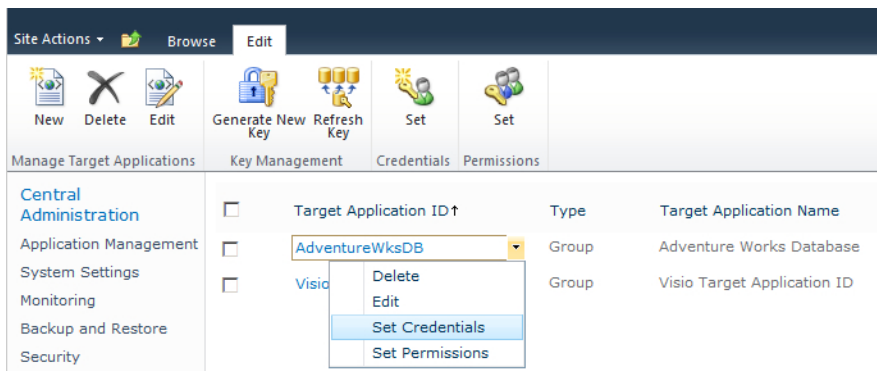 Site Actions Browse Edit
New Delete Edit Generate New Key Refresh Key Set Set
Manage Target Applications Key Management Credentials Permissions
Central Administration
Application Management
System Settings
Monitoring
Backup and Restore
Security
Target Application ID↑ Type Target Application Name
AdventureWksDB Group Adventure Works Database
Visio Group Visio Target Application ID
Delete
Edit
Set Credentials
Set Permissions